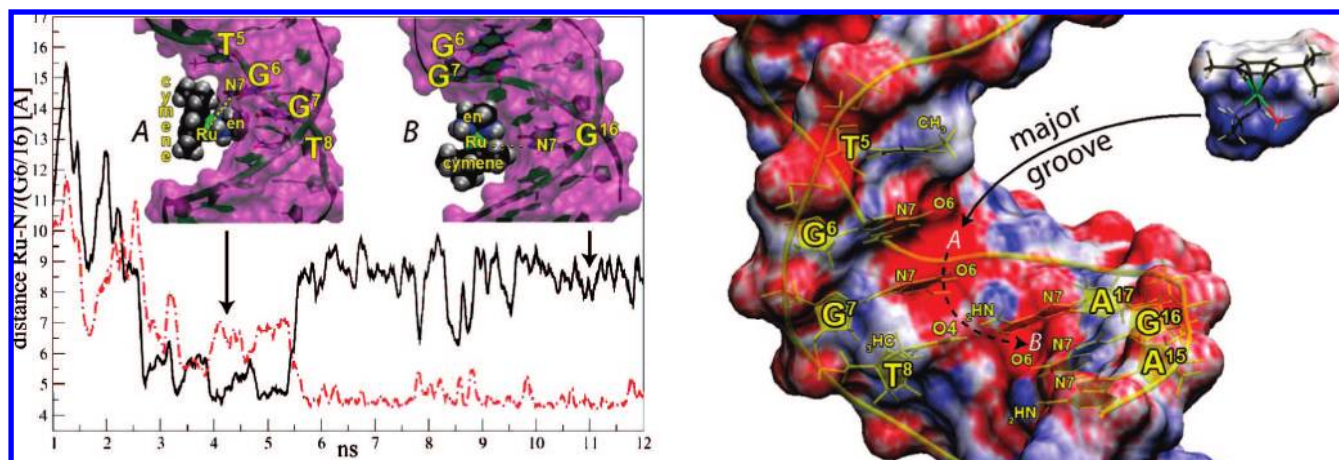 distance Ru-N7(G6/16) [A]
17
16
15
14
13
12
11
10
9
8
7
6
5
4
1
2
3
4
5
6
7
8
9
10
11
12
ns
T5
G6
N7
G7
T8
cymene
Ru
en
A
G6
G7
en
Ru
cymene
N7
G16
B
major
groove
CH3
T5
O6
N7
A
G6
N7
O6
G7
2HN
N7
A17
O4
3HC
B
G16
T8
O6
N7
A15
N7
2HN